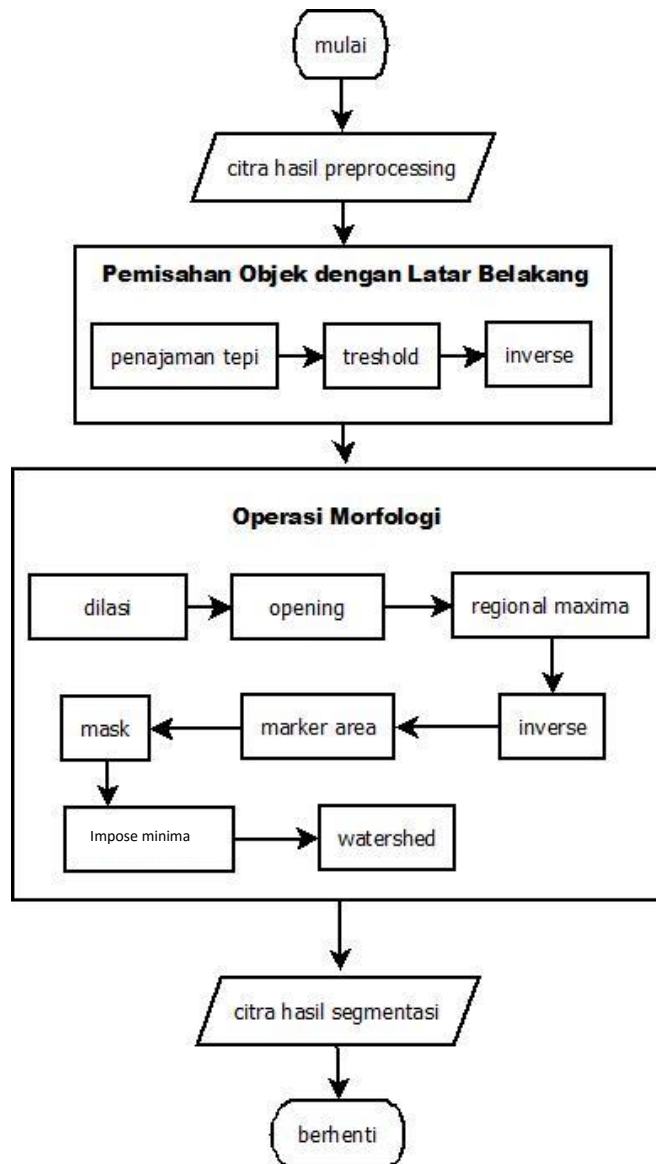 mulai
citra hasil preprocessing
Pemisahan Objek dengan Latar Belakang
penajaman tepi
treshold
inverse
Operasi Morfologi
dilasi
opening
regional maxima
inverse
marker area
mask
Impose minima
watershed
citra hasil segmentasi
berhenti